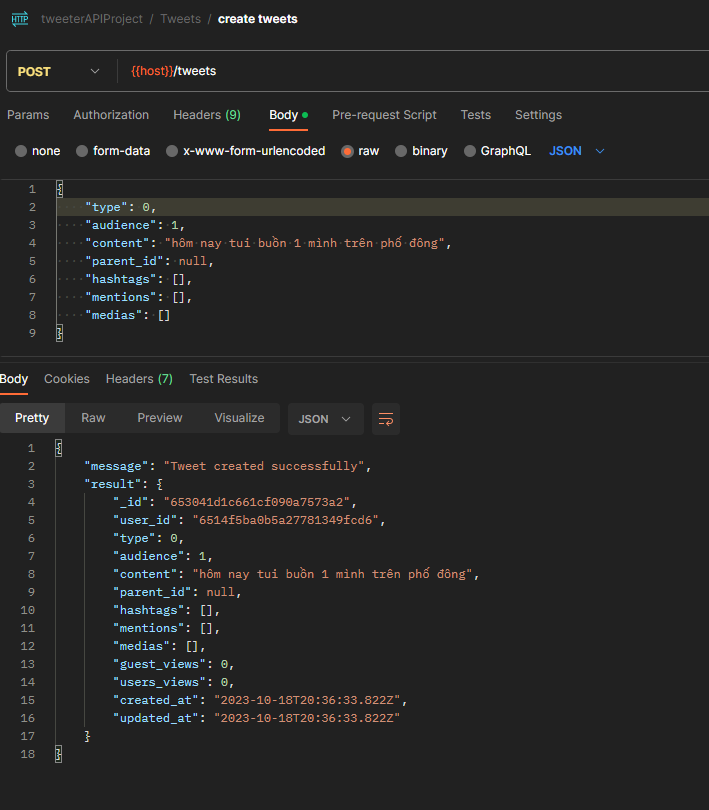 HTTP tweeterAPIProject / Tweets / create tweets
POST {{host}}/tweets
Params Authorization Headers (9) Body Pre-request Script Tests Settings
none form-data x-www-form-urlencoded raw binary GraphQL JSON
1 {
2 "type": 0,
3 "audience": 1,
4 "content": "hôm nay tui buồn 1 mình trên phố đông",
5 "parent_id": null,
6 "hashtags": [],
7 "mentions": [],
8 "medias": []
9 }
Body Cookies Headers (7) Test Results
Pretty Raw Preview Visualize JSON
1 {
2 "message": "Tweet created successfully",
3 "result": {
4 "_id": "653041d1c661cf090a7573a2",
5 "user_id": "6514f5ba0b5a27781349fcd6",
6 "type": 0,
7 "audience": 1,
8 "content": "hôm nay tui buồn 1 mình trên phố đông",
9 "parent_id": null,
10 "hashtags": [],
11 "mentions": [],
12 "medias": [],
13 "guest_views": 0,
14 "users_views": 0,
15 "created_at": "2023-10-18T20:36:33.822Z",
16 "updated_at": "2023-10-18T20:36:33.822Z"
17 }
18 }